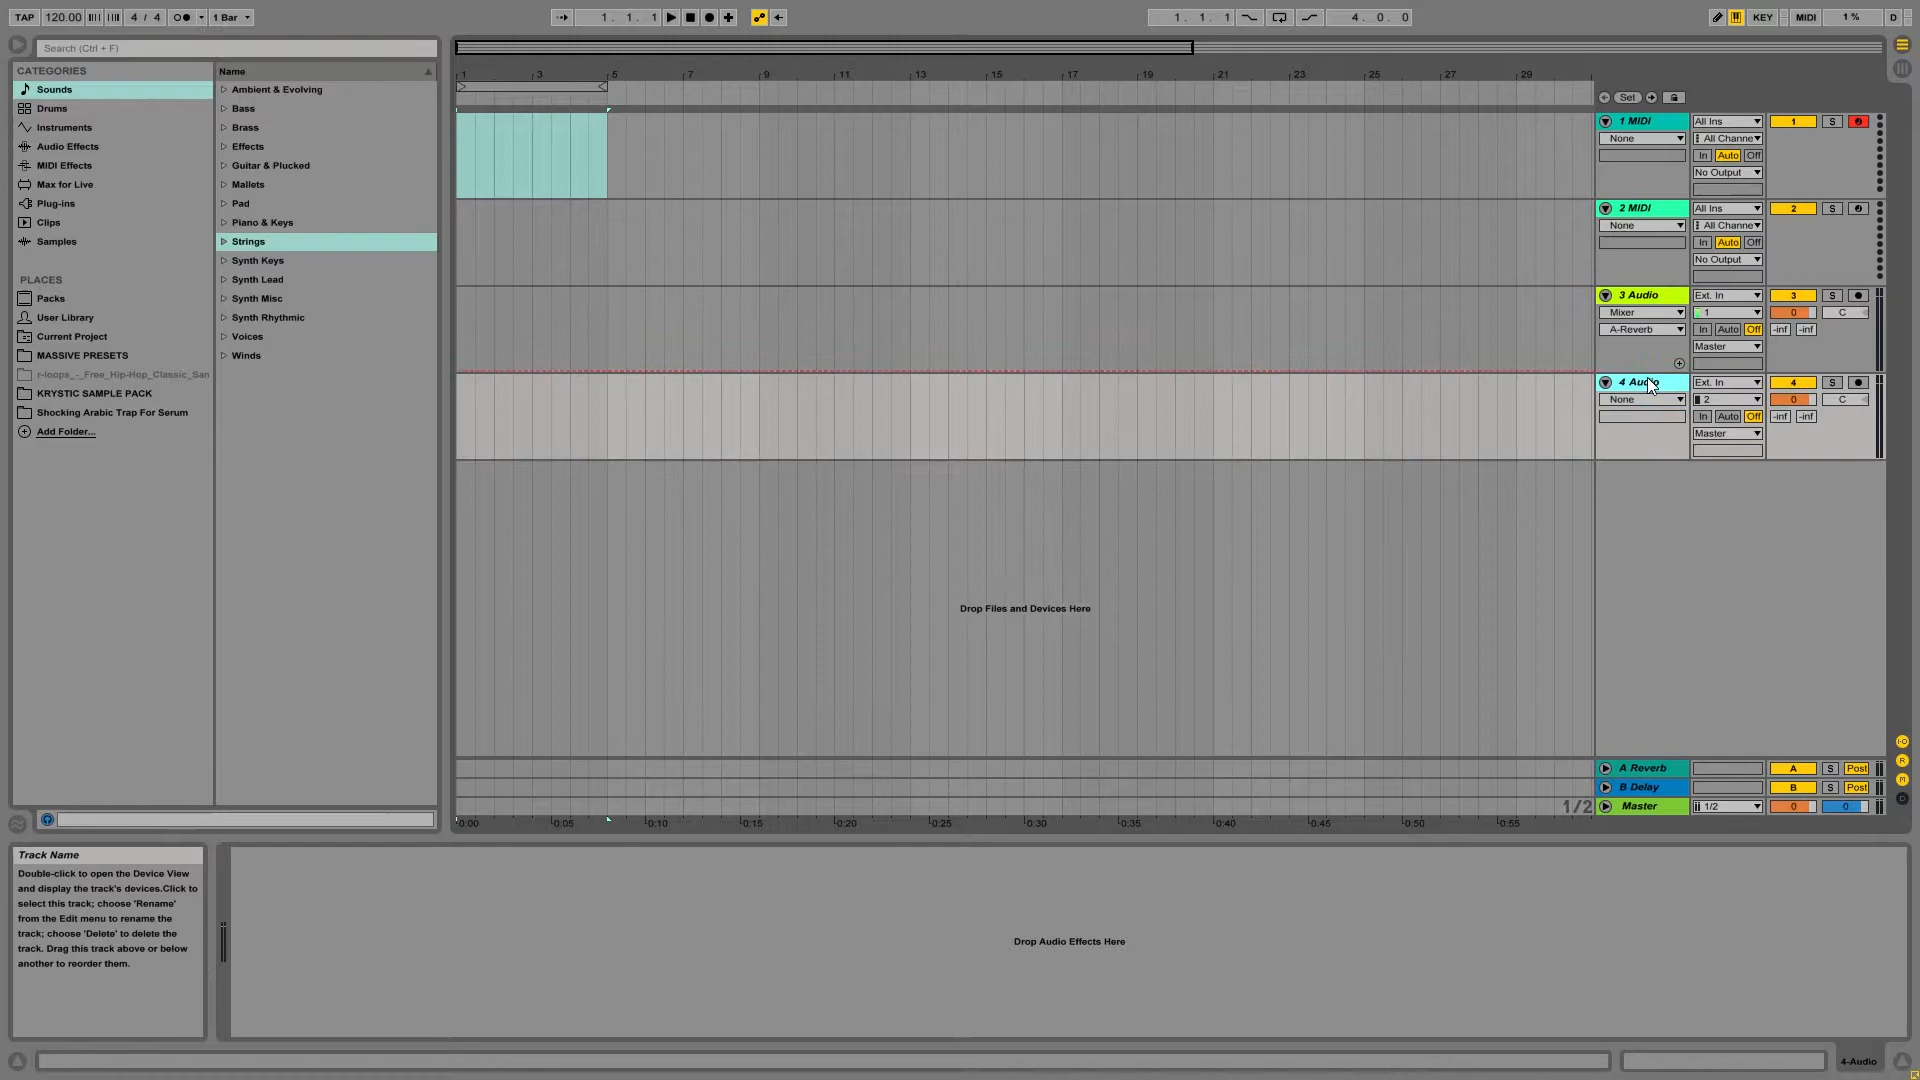 TAP 120.00 4 / 4 1 Bar 1. 1. 1 1. 1. 1 4. 0. 0 KEY MIDI 1 % D
Search (Ctrl + F)
CATEGORIES
Sounds
Drums
Instruments
Audio Effects
MIDI Effects
Max for Live
Plug-ins
Clips
Samples
PLACES
Packs
User Library
Current Project
MASSIVE PRESETS
r-loops_-_Free_Hip-Hop_Classic_San
KRYSTIC SAMPLE PACK
Shocking Arabic Trap For Serum
Add Folder...
Name
Ambient & Evolving
Bass
Brass
Effects
Guitar & Plucked
Mallets
Pad
Piano & Keys
Strings
Synth Keys
Synth Lead
Synth Misc
Synth Rhythmic
Voices
Winds
1 3 5 7 9 11 13 15 17 19 21 23 25 27 29
Set
1 MIDI All Ins 1 S
None All Channe
In Auto Off
No Output
2 MIDI All Ins 2 S
None All Channe
In Auto Off
No Output
3 Audio Ext. In 3 S
Mixer 1 0 C
A-Reverb In Auto Off -inf -inf
Master
4 Audio Ext. In 4 S
None 2 0 C
In Auto Off -inf -inf
Master
Drop Files and Devices Here
A Reverb A S Post
B Delay B S Post
1/2 Master 1/2 0 0
0:00 0:05 0:10 0:15 0:20 0:25 0:30 0:35 0:40 0:45 0:50 0:55
Track Name
Double-click to open the Device View
and display the track's devices.Click to
select this track; choose 'Rename'
from the Edit menu to rename the
track; choose 'Delete' to delete the
track. Drag this track above or below
another to reorder them.
Drop Audio Effects Here
4-Audio